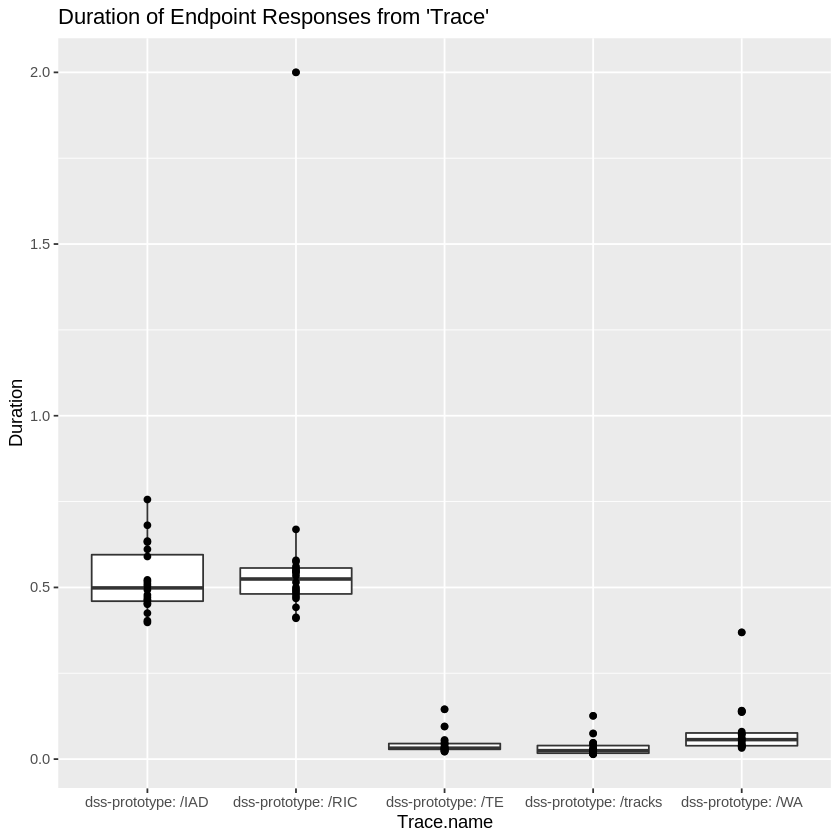 Duration of Endpoint Responses from 'Trace'
2.0
1.5
1.0
0.5
0.0
Duration
dss-prototype: /IAD
dss-prototype: /RIC
dss-prototype: /TE
dss-prototype: /tracks
dss-prototype: /WA
Trace.name